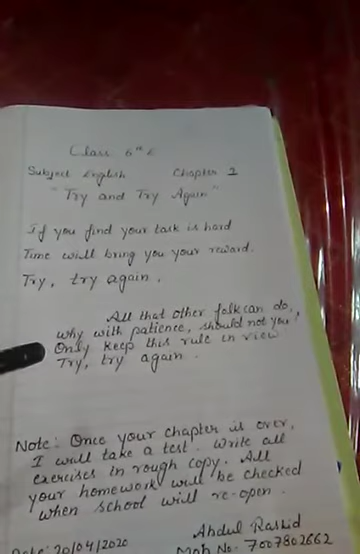 Class 6th E
Subject English Chapter 1
"Try and Try Again"
If you find your task is hard
Time will bring you your reward.
Try, try again.
All that other folk can do,
why with patience, should not you?
Only keep this rule in view
Try, try again.
Note: Once your chapter is over,
I will take a test. Write all
exercises in rough copy. All
your homework will be checked
when school will re-open.
Abdul Rashid
Date: 20/04/2020 Mob No. 7007802662